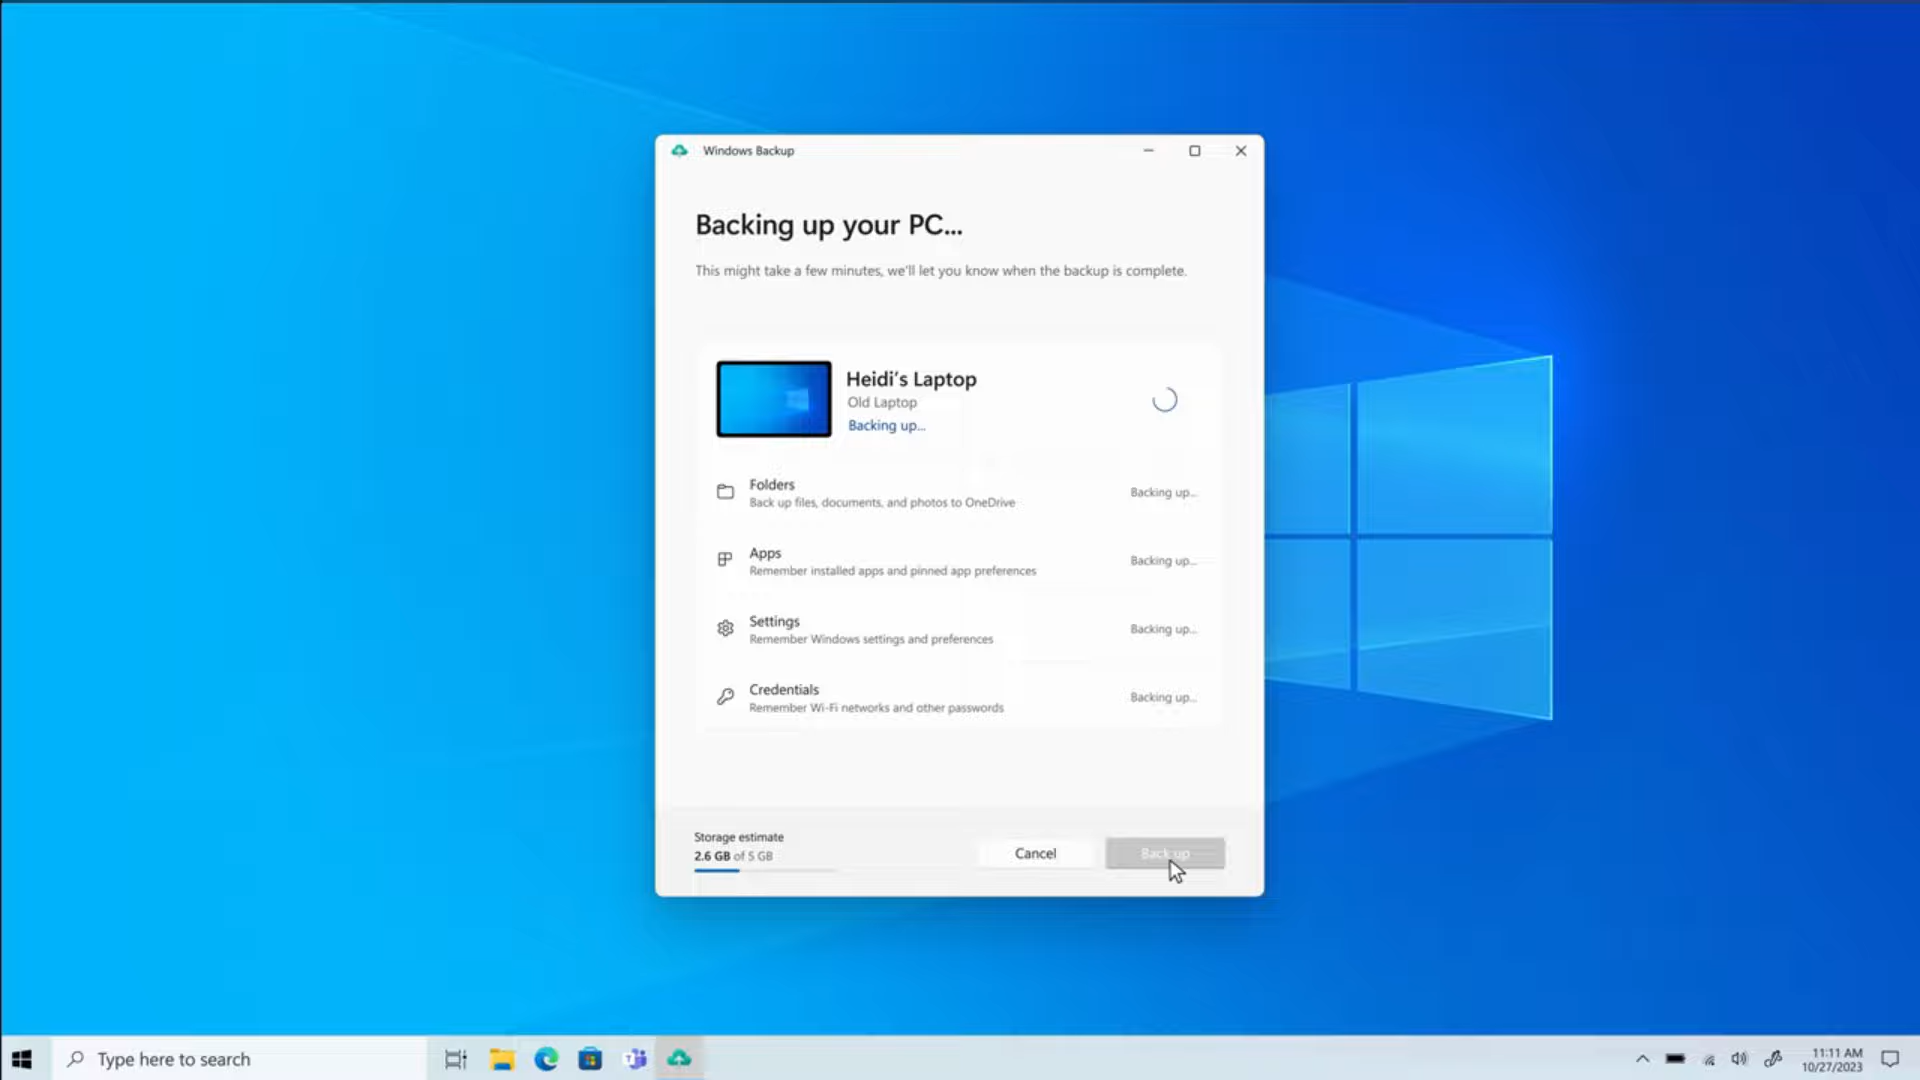 Windows Backup
Backing up your PC...
This might take a few minutes, we'll let you know when the backup is complete.
Heidi's Laptop
Old Laptop
Backing up...
Folders
Back up files, documents, and photos to OneDrive
Backing up...
Apps
Remember installed apps and pinned app preferences
Backing up...
Settings
Remember Windows settings and preferences
Backing up...
Credentials
Remember Wi-Fi networks and other passwords
Backing up...
Storage estimate
2.6 GB of 5 GB
Cancel
Back up
Type here to search
11:11 AM
10/27/2023